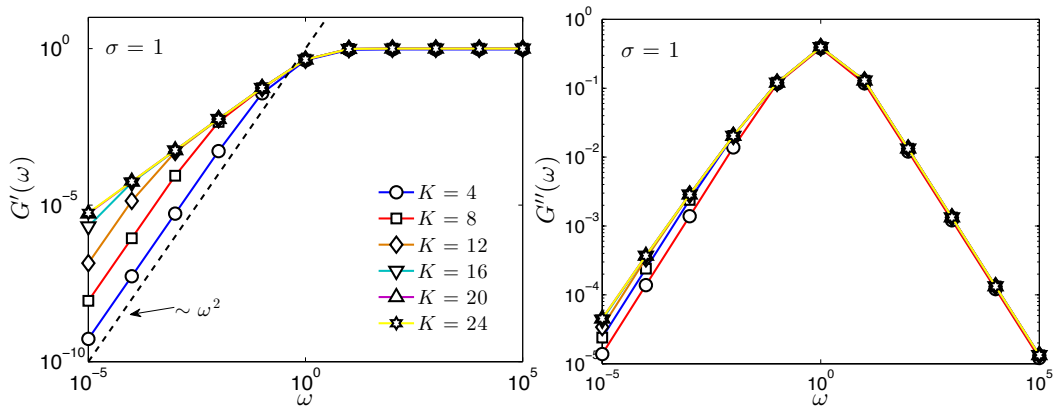 10^0
σ = 1
G''(ω)
10^-5
~ ω^2
10^-10
10^-5
10^0
10^5
ω
K = 4
K = 8
K = 12
K = 16
K = 20
K = 24
10^0
σ = 1
10^-1
10^-2
G'''(ω)
10^-3
10^-4
10^-5
10^-5
10^0
10^5
ω